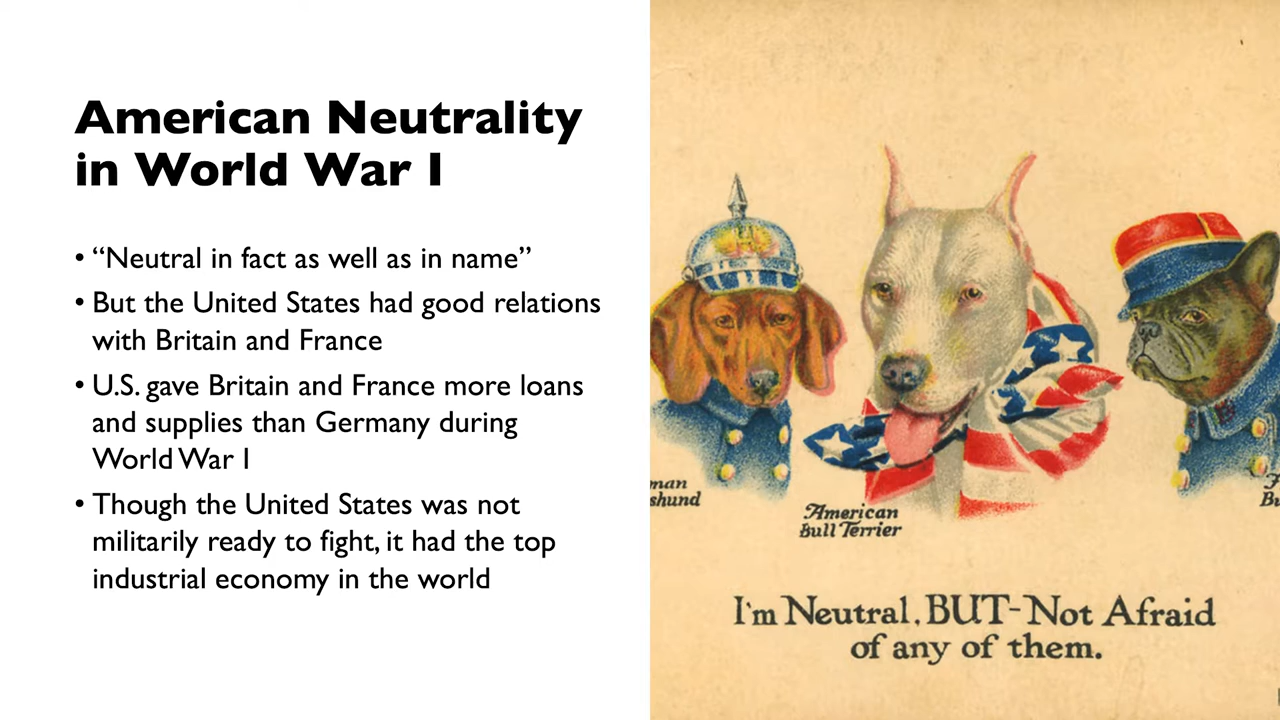 American Neutrality
in World War I
• “Neutral in fact as well as in name”
• But the United States had good relations
with Britain and France
• U.S. gave Britain and France more loans
and supplies than Germany during
World War I
• Though the United States was not
militarily ready to fight, it had the top
industrial economy in the world
man
shund
American
Bull Terrier
F
Bu
I'm Neutral, BUT-Not Afraid
of any of them.